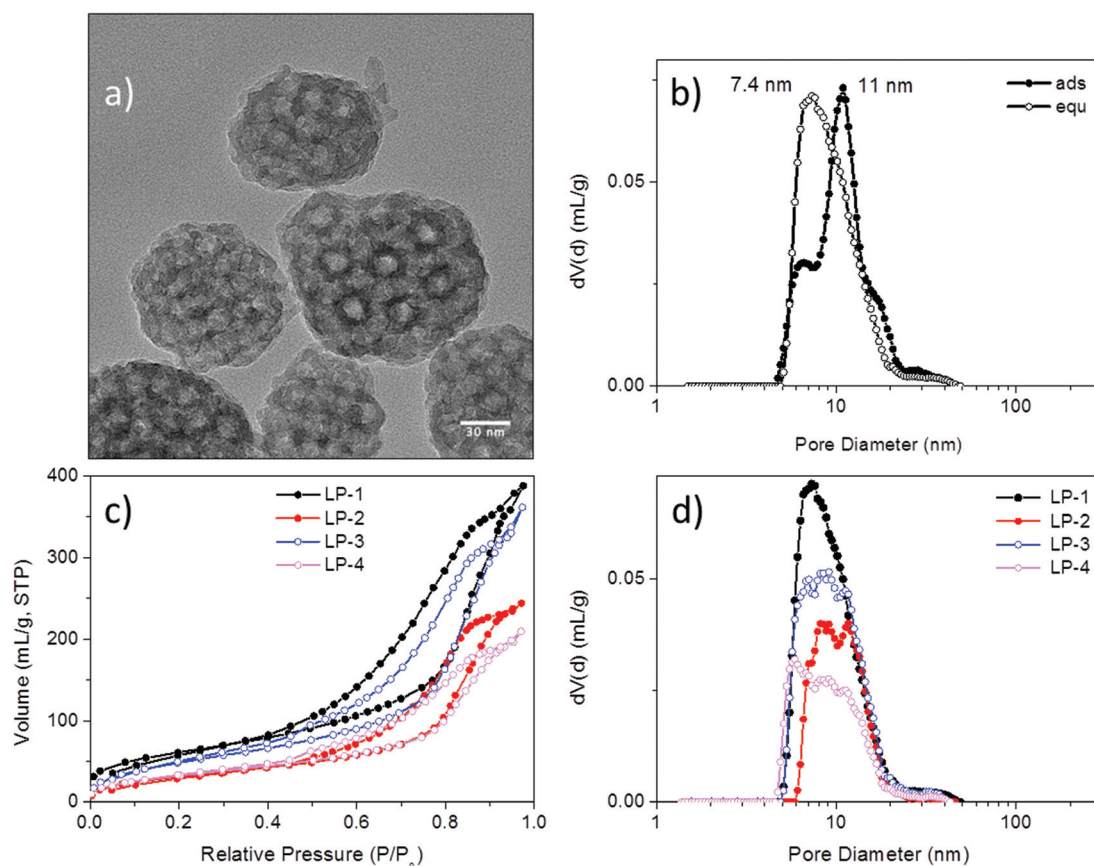 a)
30 nm
b)
7.4 nm 11 nm
ads
equ
0.05
0.00
dV(d) (mL/g)
1 10 100
Pore Diameter (nm)
c)
LP-1
LP-2
LP-3
LP-4
400
300
200
100
0
Volume (mL/g, STP)
0.0 0.2 0.4 0.6 0.8 1.0
Relative Pressure (P/P₀)
d)
LP-1
LP-2
LP-3
LP-4
0.05
0.00
dV(d) (mL/g)
1 10 100
Pore Diameter (nm)